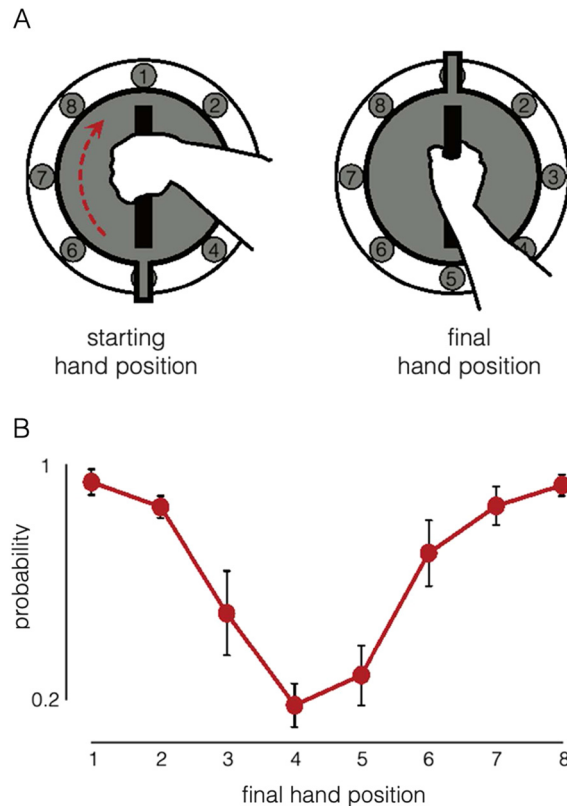 A
1
8
2
7
6
4
starting
hand position
8
2
7
3
6
4
5
final
hand position
B
1
probability
0.2
1 2 3 4 5 6 7 8
final hand position